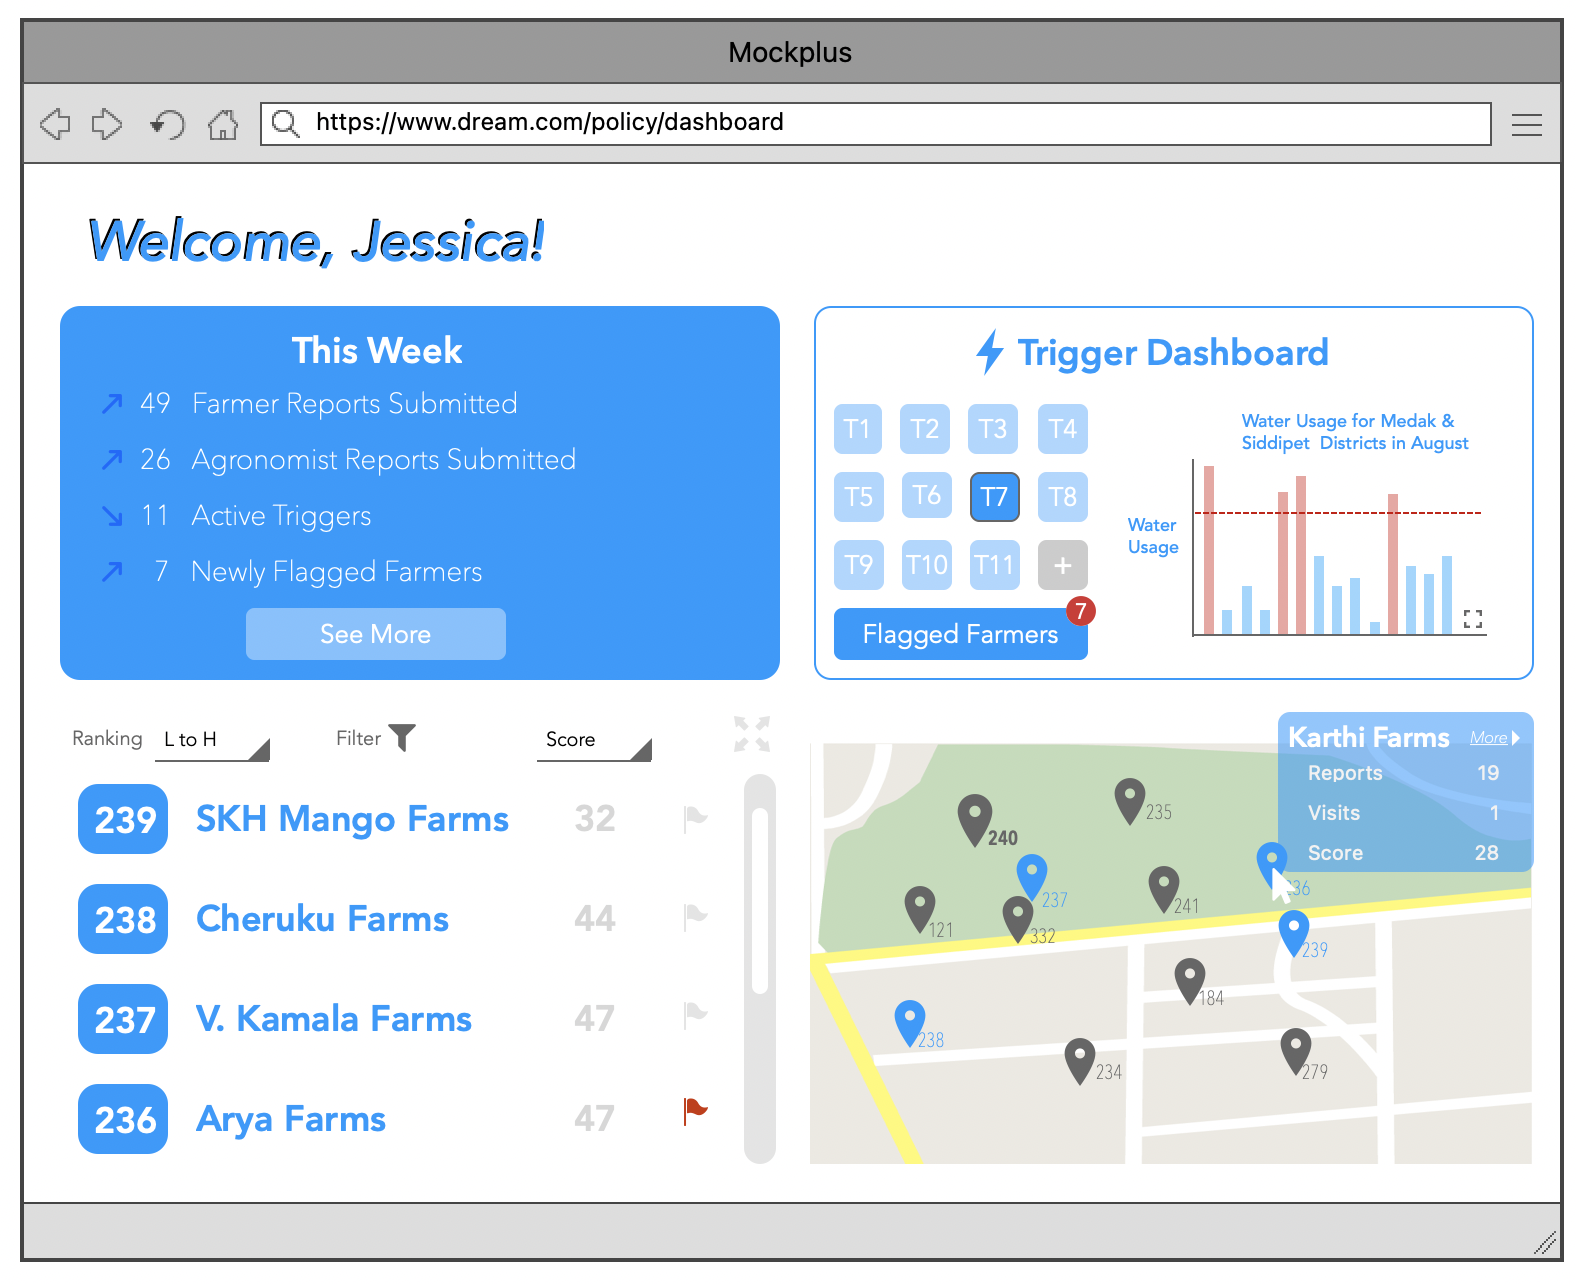 Mockplus
https://www.dream.com/policy/dashboard
Welcome, Jessica!
This Week
49 Farmer Reports Submitted
26 Agronomist Reports Submitted
11 Active Triggers
7 Newly Flagged Farmers
See More
Trigger Dashboard
T1 T2 T3 T4
T5 T6 T7 T8
T9 T10 T11 +
Flagged Farmers
7
Water Usage for Medak &
Siddipet Districts in August
Water
Usage
Ranking L to H Filter Score
239 SKH Mango Farms 32
238 Cheruku Farms 44
237 V. Kamala Farms 47
236 Arya Farms 47
Karthi Farms More
Reports 19
Visits 1
Score 28
235
240
237
236
241
121
332
239
184
238
234
279